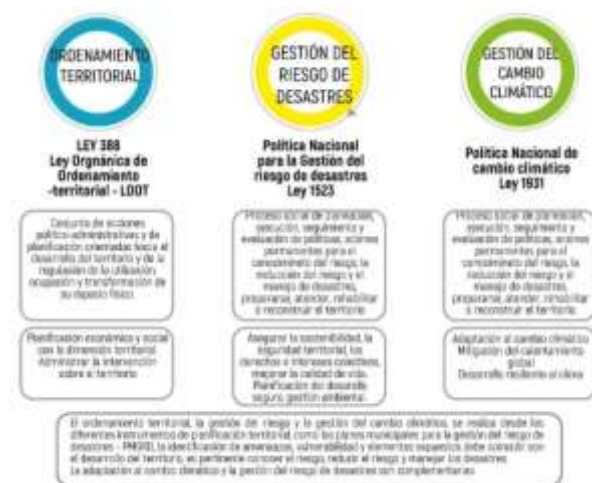 ORDENAMIENTO
TERRITORIAL
LEY 388
Ley Orgnánica de
Ordenamiento
-territorial - LOOT
Conjunto de acciones
político-administrativas y de
planificación orientadas hacia el
desarrollo del territorio y de la
regulación de la utilización,
ocupación y transformación de
su espacio físico.
Planificación económica y social
con la dimensión territorial.
Administrar la intervención
sobre el territorio
GESTIÓN DEL
RIESGO DE
DESASTRES
Política Nacional
para la Gestión del
riesgo de desastres
Ley 1523
Proceso social de planeación,
ejecución, seguimiento y
evaluación de políticas, acciones
permanentes para el
conocimiento del riesgo, la
reducción del riesgo y el
manejo de desastres,
prepararse, atender, rehabilitar
o reconstruir el territorio
Asegurar la sostenibilidad, la
seguridad territorial, los
derechos e intereses colectivos,
mejorar la calidad de vida.
Planificación del desarrollo
seguro, gestión ambiental.
GESTIÓN DEL
CAMBIO
CLIMÁTICO
Política Nacional de
cambio climático
Ley 1931
Proceso social de planeación,
ejecución, seguimiento y
evaluación de políticas, acciones
permanentes para el
conocimiento del riesgo, la
reducción del riesgo y el
manejo de desastres,
prepararse, atender, rehabilitar
o reconstruir el territorio
Adaptación al cambio climático
Mitigación del calentamiento
global
Desarrollo resiliente al clima
El ordenamiento territorial, la gestión del riesgo y la gestión del cambio climático, se realiza desde los
diferentes instrumentos de planificación territorial, como los planes municipales para la gestión del riesgo de
desastres - PMGRD, la identificación de amenazas, vulnerabilidad y elementos expuestos debe coincidir con
el desarrollo del territorio, es pertinente conocer el riesgo, reducir el riesgo y manejar los desastres.
La adaptación al cambio climático y la gestión del riesgo de desastres son complementarias